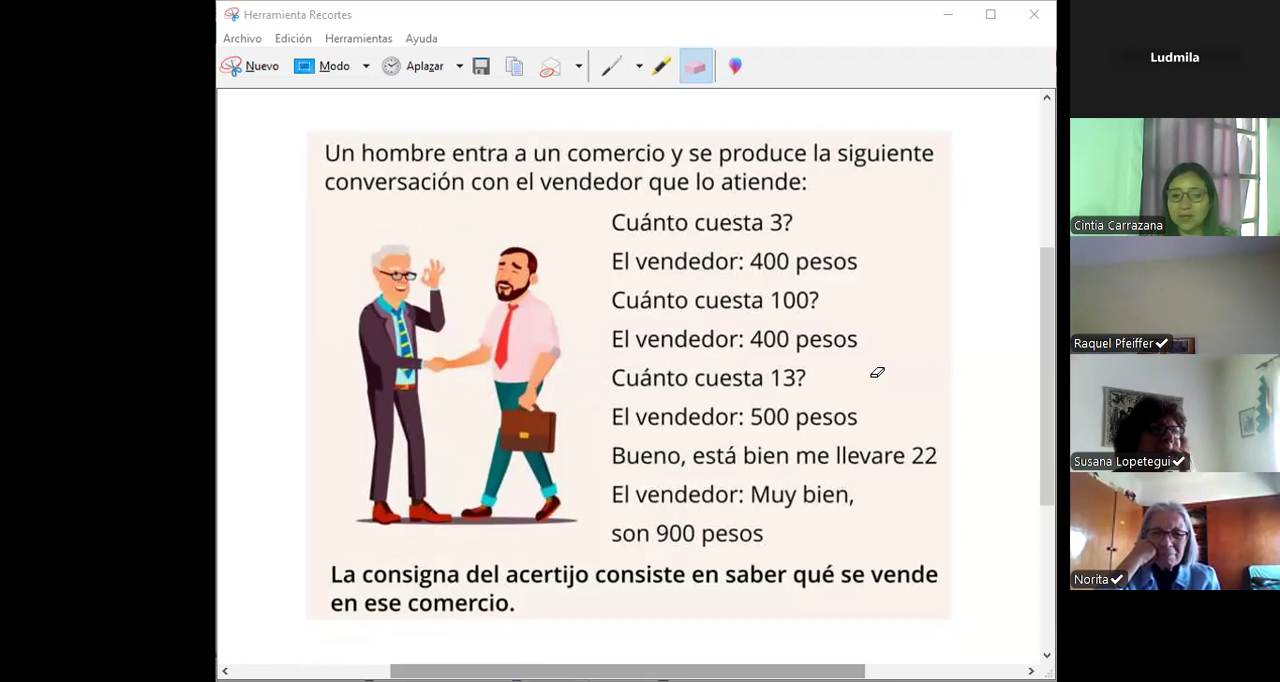 Herramienta Recortes
Archivo Edición Herramientas Ayuda
Nuevo Modo Aplazar
Un hombre entra a un comercio y se produce la siguiente
conversación con el vendedor que lo atiende:
Cuánto cuesta 3?
El vendedor: 400 pesos
Cuánto cuesta 100?
El vendedor: 400 pesos
Cuánto cuesta 13?
El vendedor: 500 pesos
Bueno, está bien me llevare 22
El vendedor: Muy bien,
son 900 pesos
La consigna del acertijo consiste en saber qué se vende
en ese comercio.
Ludmila
Cintia Carrazana
Raquel Pfeiffer
Susana Lopetegui
Norita